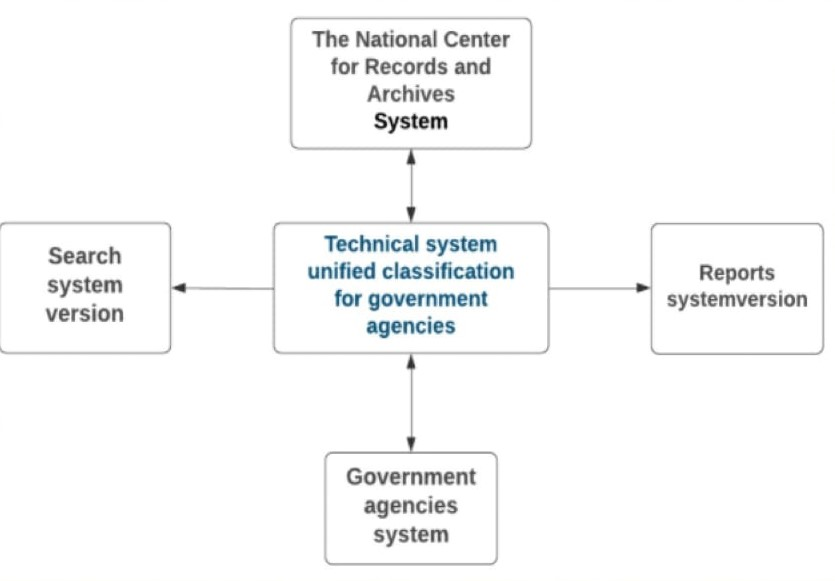 The National Center
for Records and
Archives
System
Search
system
version
Technical system
unified classification
for government
agencies
Reports
systemversion
Government
agencies
system